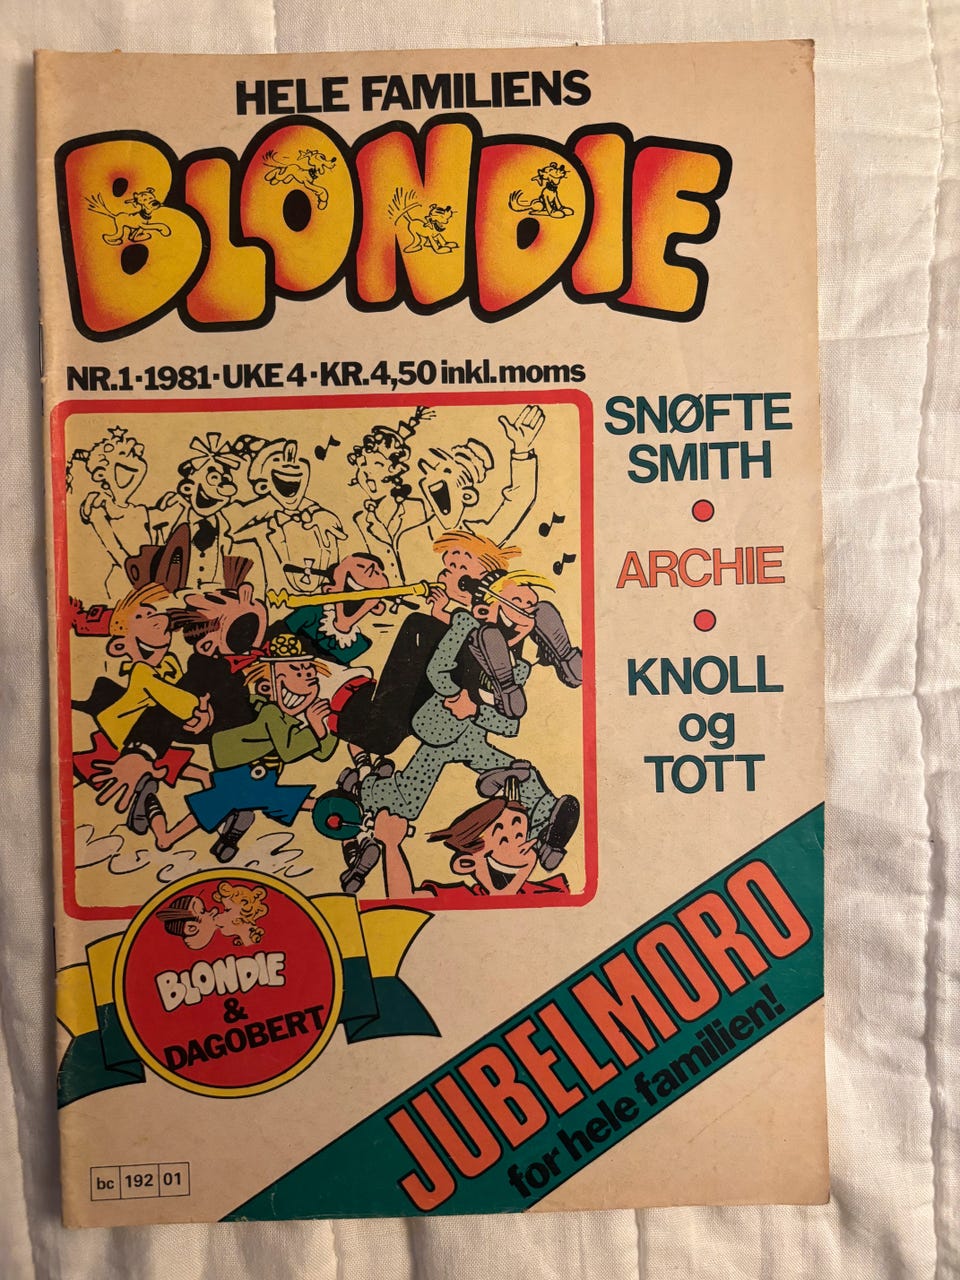 HELE FAMILIENS
BLONDIE
NR.1·1981·UKE 4·KR.4,50 inkl.moms
SNØFTE
SMITH
ARCHIE
KNOLL
og
TOTT
BLONDIE
&
DAGOBERT
JUBELMORO
for hele familien!
bc 192 01